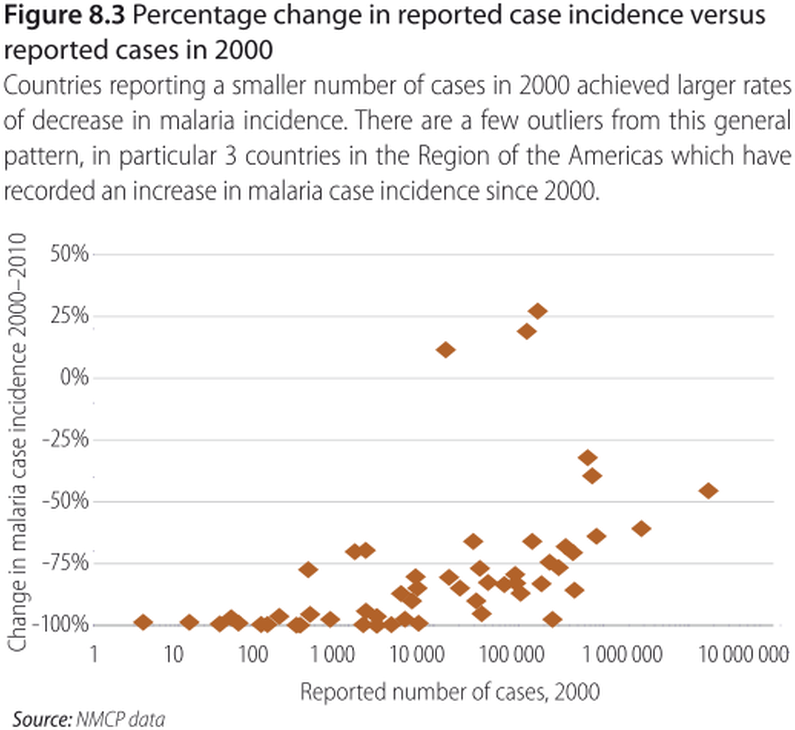 Figure 8.3 Percentage change in reported case incidence versus
reported cases in 2000
Countries reporting a smaller number of cases in 2000 achieved larger rates
of decrease in malaria incidence. There are a few outliers from this general
pattern, in particular 3 countries in the Region of the Americas which have
recorded an increase in malaria case incidence since 2000.
Change in malaria case incidence 2000–2010
50%
25%
0%
-25%
-50%
-75%
-100%
1 10 100 1 000 10 000 100 000 1 000 000 10 000 000
Reported number of cases, 2000
Source: NMCP data